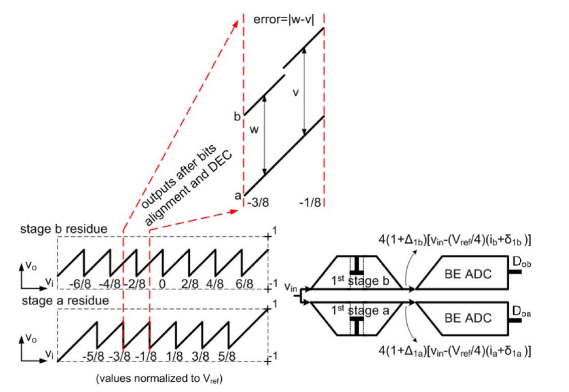 error=|w-v|
b
w
v
a
-3/8 -1/8
outputs after bits
alignment and DEC
stage b residue
1
vo
vi
-6/8 -4/8 -2/8 0 2/8 4/8 6/8
-1
stage a residue
1
vo
vi
-5/8 -3/8 -1/8 1/8 3/8 5/8
-1
(values normalized to Vref)
4(1+Δ1b)[vin-(Vref/4)(ib+δ1b)]
vin
1st stage b
BE ADC
Dob
1st stage a
BE ADC
Doa
4(1+Δ1a)[vin-(Vref/4)(ia+δ1a)]